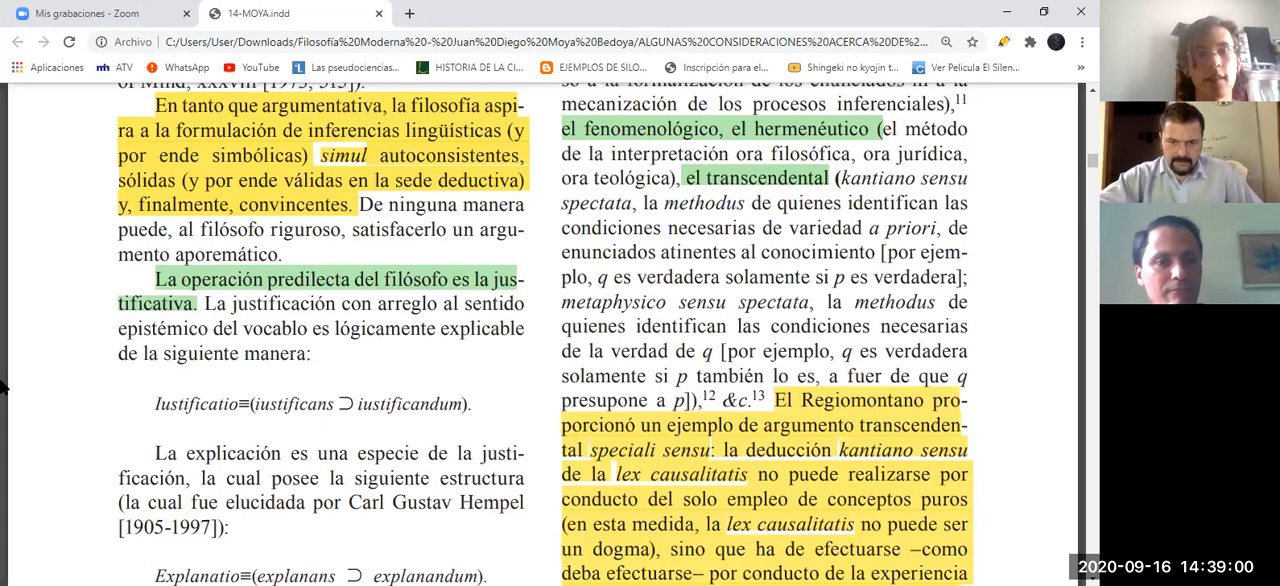 Mis grabaciones - Zoom
14-MOYA.indd
Archivo
C:/Users/User/Downloads/Filosofía%20Moderna%20-%20Juan%20Diego%20Moya%20Bedoya/ALGUNAS%20CONSIDERACIONES%20ACERCA%20DE%...
Aplicaciones
mh ATV
WhatsApp
YouTube
Las pseudociencias...
HISTORIA DE LA CI...
EJEMPLOS DE SILO...
Inscripción para el...
Shingeki no kyojin t...
Ver Pelicula El Silen...
»
of Mind, xxxviii [1973, 315]).
En tanto que argumentativa, la filosofía aspi-
ra a la formulación de inferencias lingüísticas (y
por ende simbólicas) simul autoconsistentes,
sólidas (y por ende válidas en la sede deductiva)
y, finalmente, convincentes. De ninguna manera
puede, al filósofo riguroso, satisfacerlo un argu-
mento aporemático.
La operación predilecta del filósofo es la jus-
tificativa. La justificación con arreglo al sentido
epistémico del vocablo es lógicamente explicable
de la siguiente manera:
Iustificatio≡(iustificans ⊃ iustificandum).
La explicación es una especie de la justi-
ficación, la cual posee la siguiente estructura
(la cual fue elucidada por Carl Gustav Hempel
[1905-1997]):
Explanatio≡(explanans ⊃ explanandum).
so a la formalización de los enunciados ni a la
mecanización de los procesos inferenciales),11
el fenomenológico, el hermenéutico (el método
de la interpretación ora filosófica, ora jurídica,
ora teológica), el transcendental (kantiano sensu
spectata, la methodus de quienes identifican las
condiciones necesarias de variedad a priori, de
enunciados atinentes al conocimiento [por ejem-
plo, q es verdadera solamente si p es verdadera];
metaphysico sensu spectata, la methodus de
quienes identifican las condiciones necesarias
de la verdad de q [por ejemplo, q es verdadera
solamente si p también lo es, a fuer de que q
presupone a p]),12 &c.13 El Regiomontano pro-
porcionó un ejemplo de argumento transcenden-
tal speciali sensu: la deducción kantiano sensu
de la lex causalitatis no puede realizarse por
conducto del solo empleo de conceptos puros
(en esta medida, la lex causalitatis no puede ser
un dogma), sino que ha de efectuarse –como
deba efectuarse– por conducto de la experiencia
2020-09-16 14:39:00